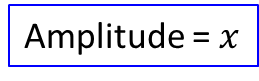 Amplitude = x